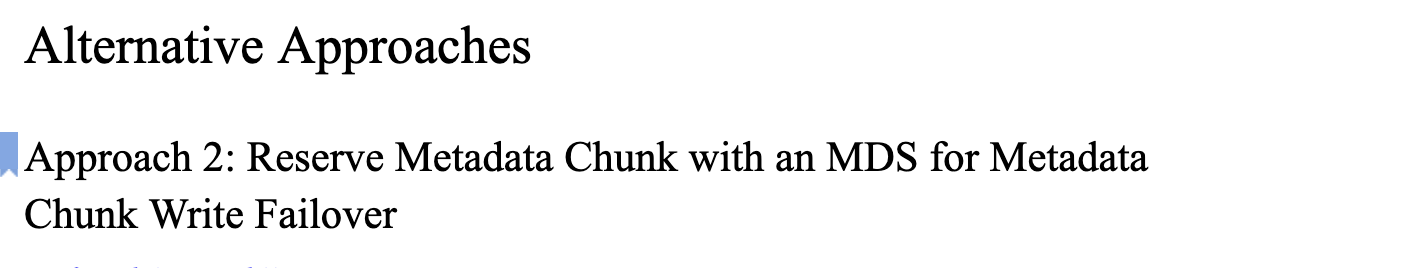 Alternative Approaches
Approach 2: Reserve Metadata Chunk with an MDS for Metadata
Chunk Write Failover